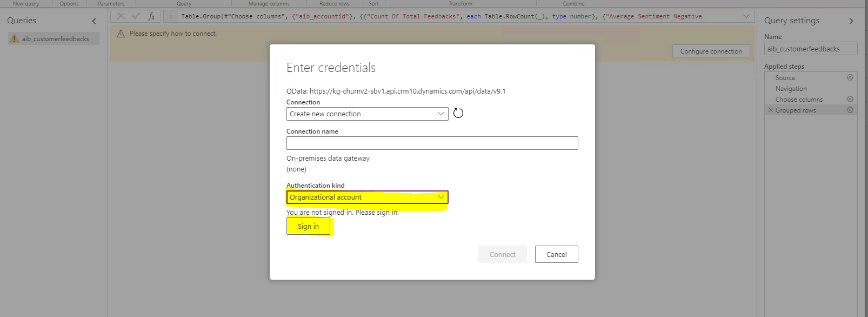 New query Options Parameters Query Manage columns Reduce rows Sort Transform Combine
Queries
fx Table.Group(#"Choose columns", {"aib_accountid"}, {{"Count Of Total Feedbacks", each Table.RowCount(_), type number}, {"Average Sentiment Negative
Query settings
aib_customerfeedbacks
Please specify how to connect.
Configure connection
Name
aib_customerfeedbacks
Applied steps
Source
Navigation
Choose columns
Grouped rows
Enter credentials
OData: https://kg-churnv2-sbv1.api.crm10.dynamics.com/api/data/v9.1
Connection
Create new connection
Connection name
On-premises data gateway
(none)
Authentication kind
Organizational account
You are not signed in. Please sign in.
Sign in
Connect Cancel